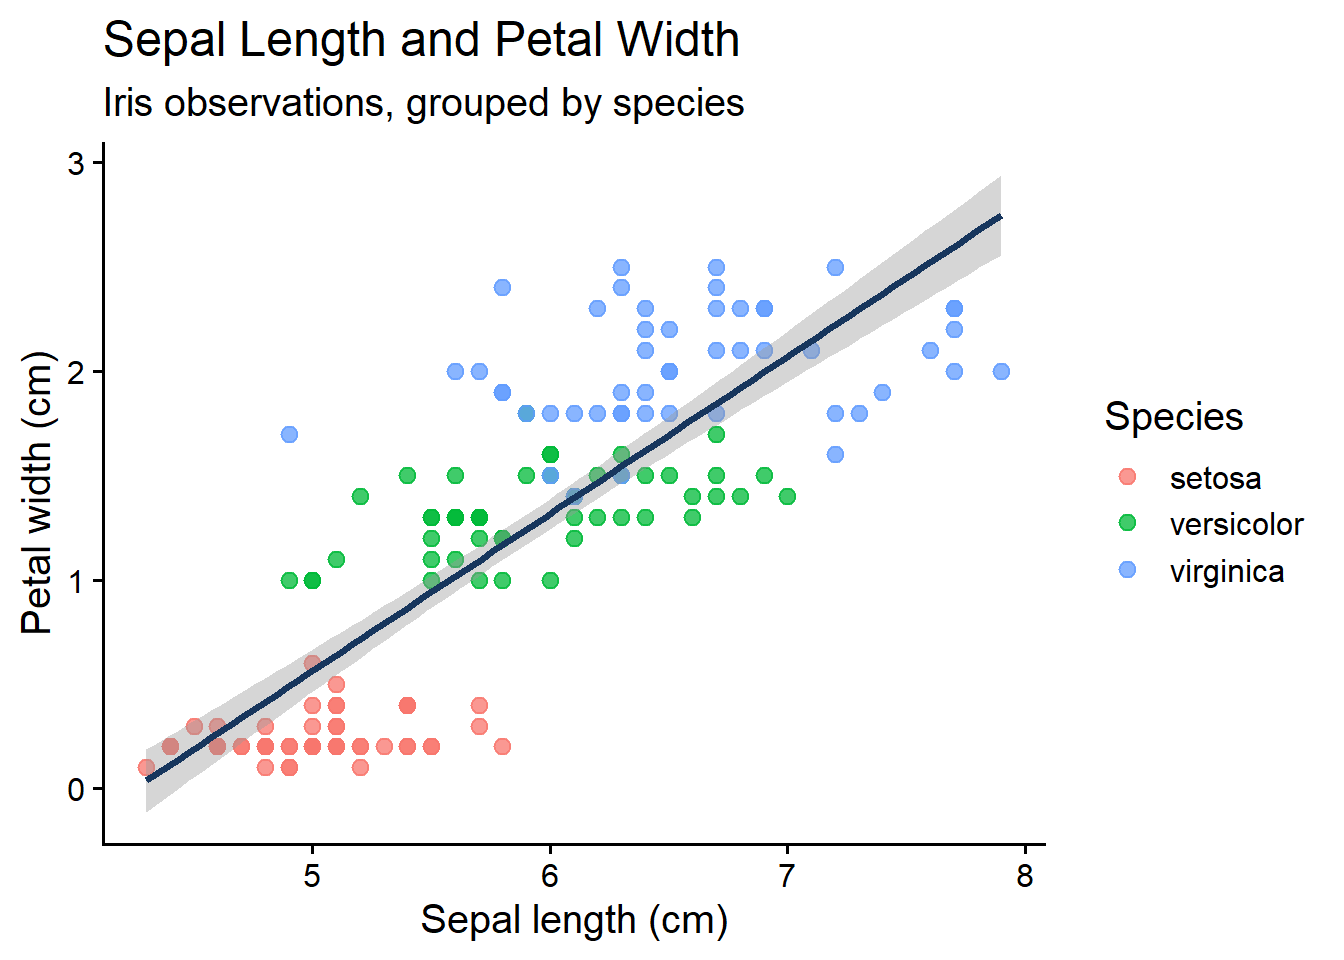 Sepal Length and Petal Width
Iris observations, grouped by species
3
2
1
0
Petal width (cm)
5 6 7 8
Sepal length (cm)
Species
setosa
versicolor
virginica